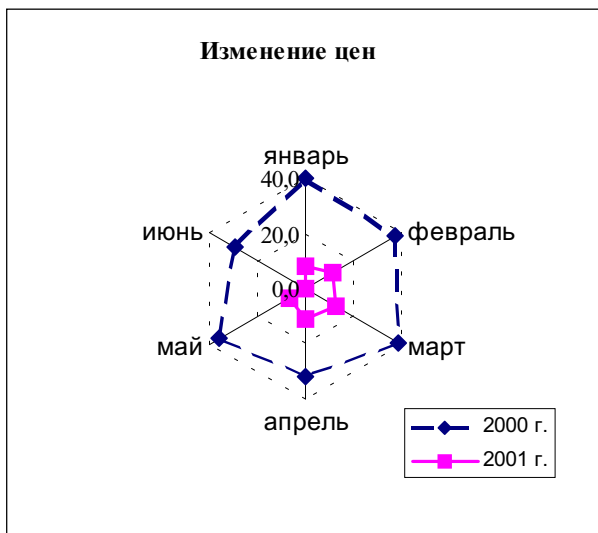 Изменение цен
январь
40,0
июнь
20,0
февраль
0,0
май
март
апрель
2000 г.
2001 г.